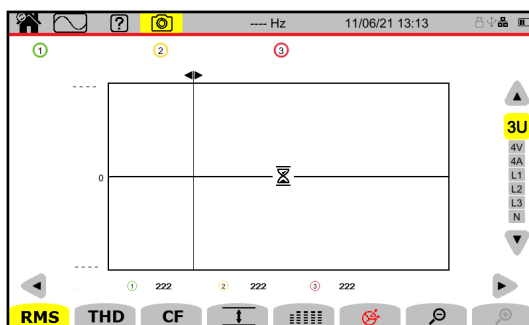 ? ---- Hz 11/06/21 13:13
1 2 3
----
3U
4V
4A
L1
L2
L3
N
0
----
1 222 2 222 3 222
RMS THD CF